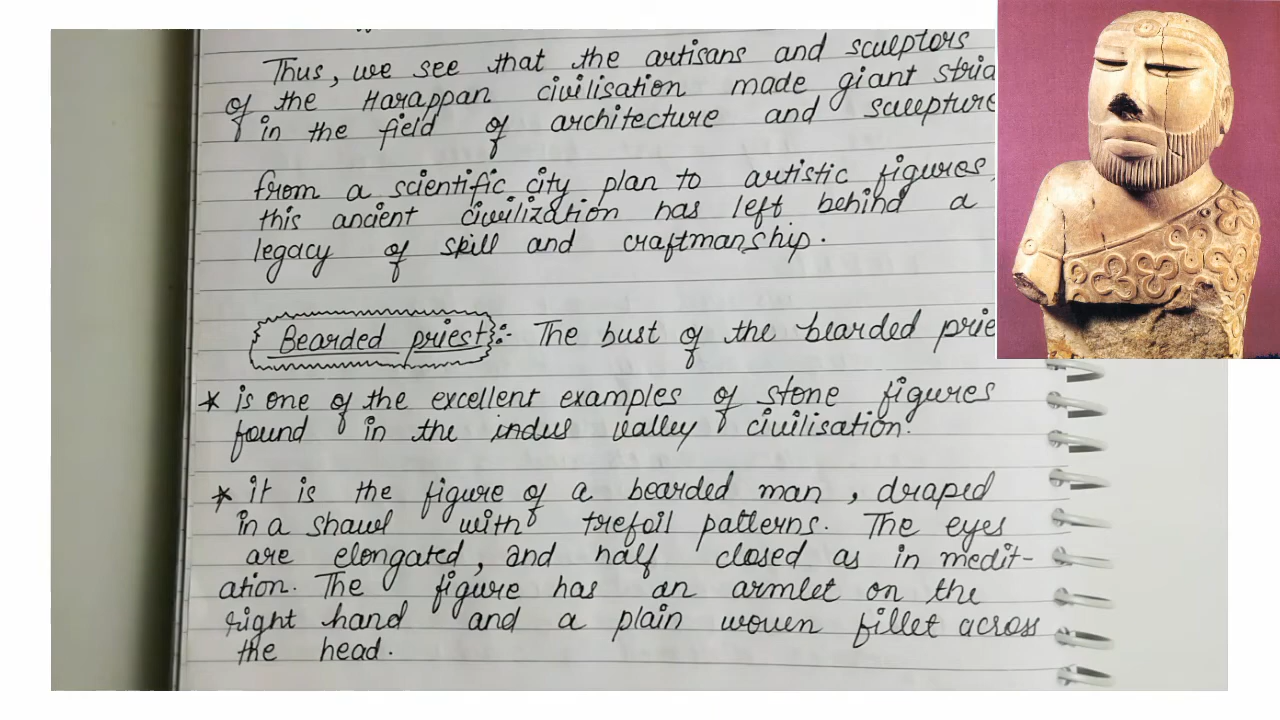 Thus, we see that the artisans and sculptors
of the Harappan civilisation made giant strid
in the field of architecture and sculpture
from a scientific city plan to artistic figures,
this ancient civilization has left behind a
legacy of skill and craftmanship.
Bearded priest:- The bust of the bearded prie
* is one of the excellent examples of stone figures
found in the indus valley civilisation.
* it is the figure of a bearded man, draped
in a shawl with trefoil patterns. The eyes
are elongated, and half closed as in medit-
ation. The figure has an armlet on the
right hand and a plain woven fillet across
the head.